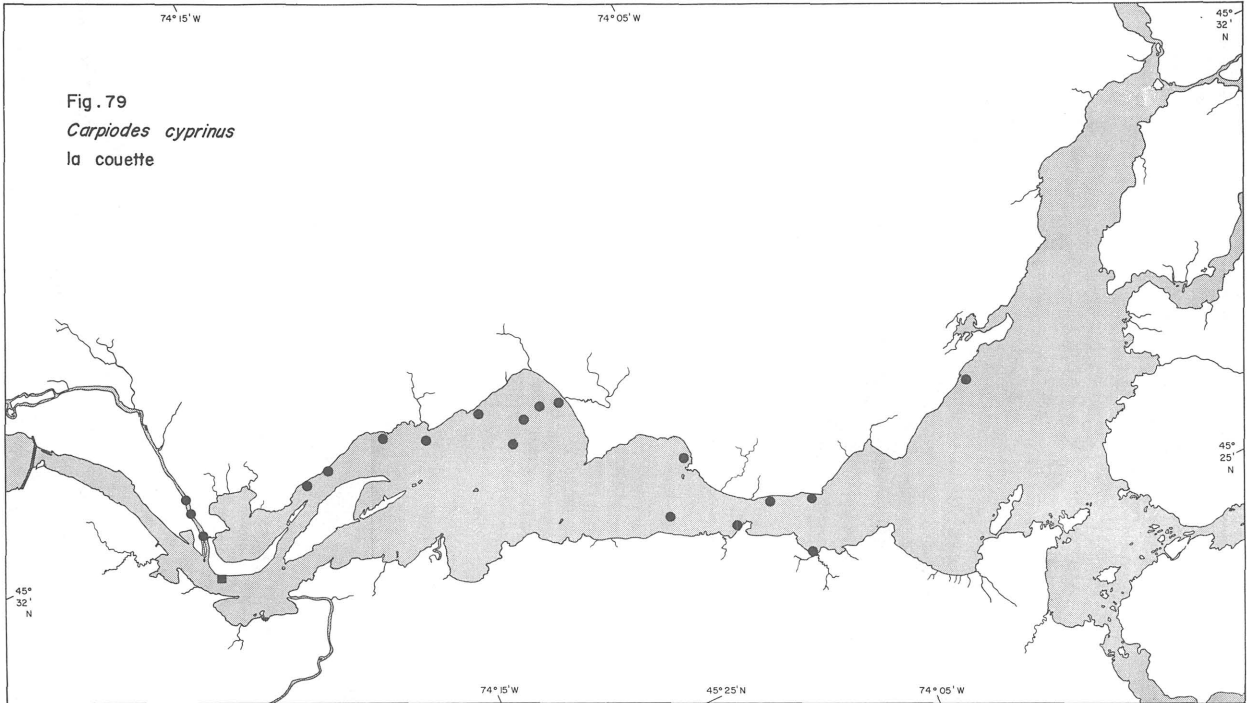 74° 15' W
74° 05' W
45°
32'
N
Fig. 79
Carpiodes cyprinus
la couette
45°
25'
N
45°
32'
N
74° 15' W
45° 25' N
74° 05' W